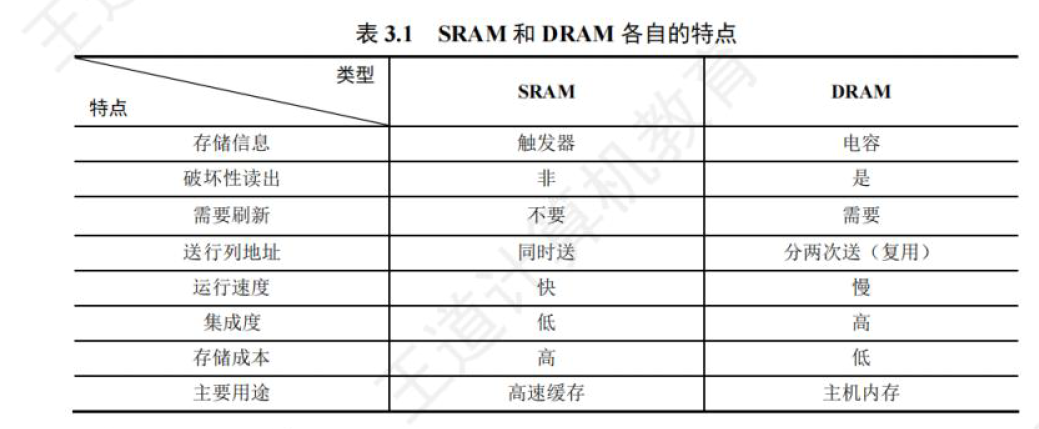 表 3.1 SRAM 和 DRAM 各自的特点
类型
特点 SRAM DRAM
存储信息 触发器 电容
破坏性读出 非 是
需要刷新 不要 需要
送行列地址 同时送 分两次送（复用）
运行速度 快 慢
集成度 低 高
存储成本 高 低
主要用途 高速缓存 主机内存
王道计算机教育